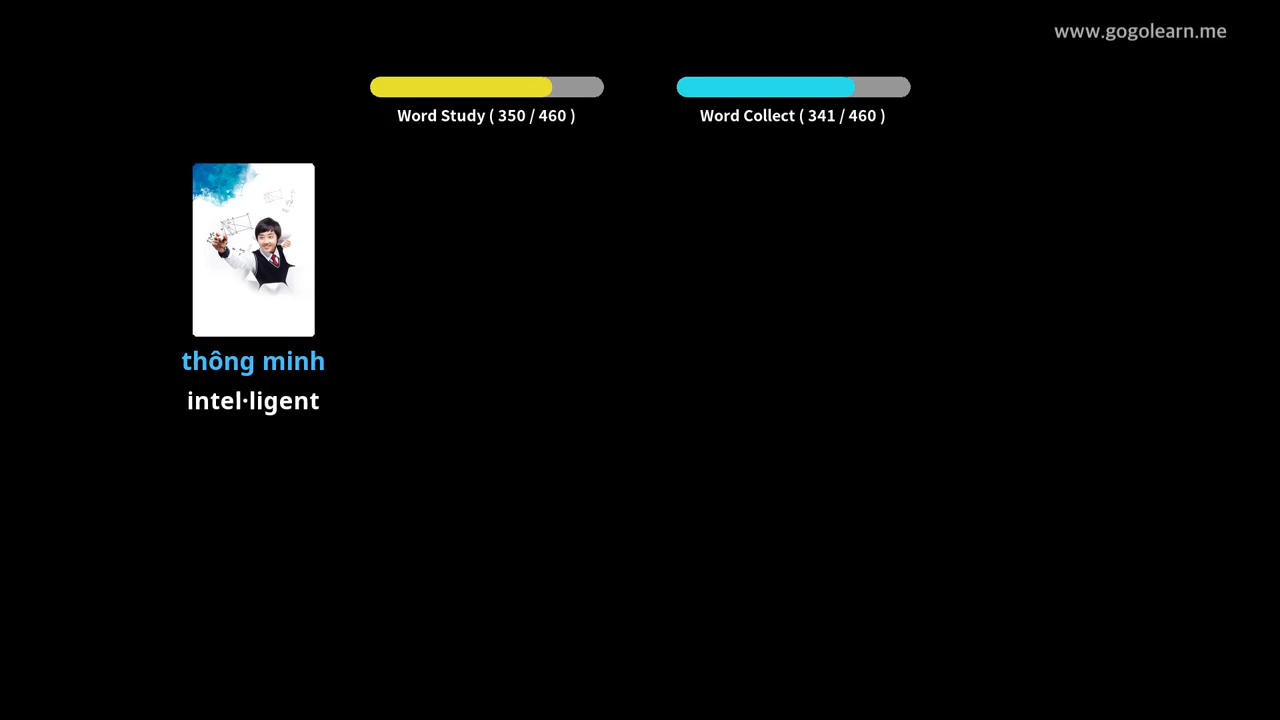 www.gogolearn.me
Word Study ( 350 / 460 )
Word Collect ( 341 / 460 )
thông minh
intel·ligent